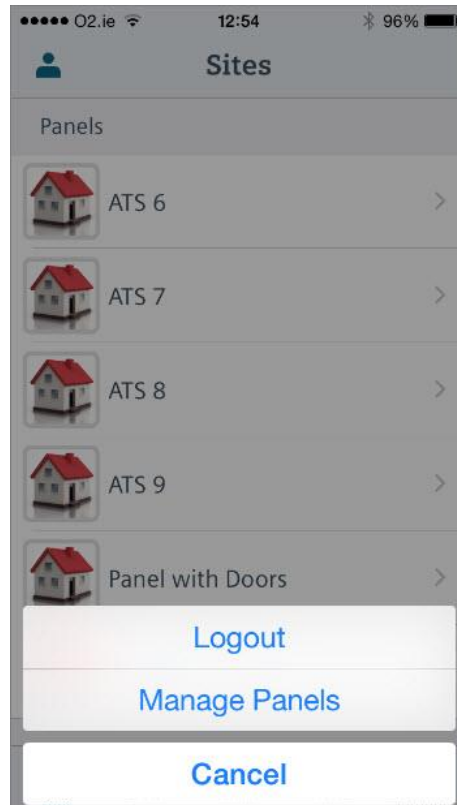 O2.ie 12:54 96%
Sites
Panels
ATS 6
ATS 7
ATS 8
ATS 9
Panel with Doors
Logout
Manage Panels
Cancel